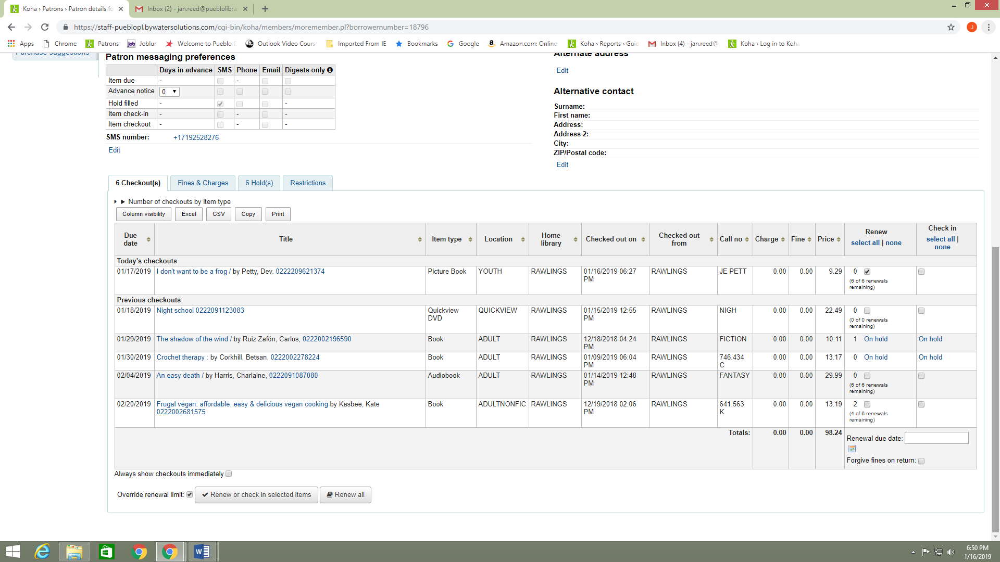 Koha › Patrons › Patron details fo
Inbox (2) - jan.reed@pueblolibra
https://staff-pueblopl.bywatersolutions.com/cgi-bin/koha/members/moremember.pl?borrowernumber=18796
J
Apps Chrome Patrons Joblur Welcome to Pueblo C Outlook Video Cours Imported From IE Bookmarks Google Amazon.com: Online Koha › Reports › Guid Inbox (4) - jan.reed@ Koha › Log in to Koha
Purchase suggestions
Patron messaging preferences
Days in advance SMS Phone Email Digests only
Item due - -
Advance notice 0
Hold filled - -
Item check-in - - -
Item checkout - - -
SMS number: +17192528276
Edit
Alternate address
Edit
Alternative contact
Surname:
First name:
Address:
Address 2:
City:
ZIP/Postal code:
Edit
6 Checkout(s) Fines & Charges 6 Hold(s) Restrictions
Number of checkouts by item type
Column visibility Excel CSV Copy Print
Due date Title Item type Location Home library Checked out on Checked out from Call no Charge Fine Price Renew select all | none Check in select all | none
Today's checkouts
01/17/2019 I don't want to be a frog / by Petty, Dev. 0222209621374 Picture Book YOUTH RAWLINGS 01/16/2019 06:27 PM RAWLINGS JE PETT 0.00 0.00 9.29 0
(6 of 6 renewals remaining)
Previous checkouts
01/18/2019 Night school 0222091123083 Quickview DVD QUICKVIEW RAWLINGS 01/15/2019 12:55 PM RAWLINGS NIGH 0.00 0.00 22.49 0
(0 of 0 renewals remaining)
01/29/2019 The shadow of the wind / by Ruiz Zafón, Carlos, 0222002196590 Book ADULT RAWLINGS 12/18/2018 04:24 PM RAWLINGS FICTION 0.00 0.00 10.11 1 On hold On hold
01/30/2019 Crochet therapy : by Corkhill, Betsan, 0222002278224 Book ADULT RAWLINGS 01/09/2019 06:04 PM RAWLINGS 746.434 C 0.00 0.00 13.17 0 On hold On hold
02/04/2019 An easy death / by Harris, Charlaine, 0222091087080 Audiobook ADULT RAWLINGS 01/14/2019 12:48 PM RAWLINGS FANTASY 0.00 0.00 29.99 0
(6 of 6 renewals remaining)
02/20/2019 Frugal vegan: affordable, easy & delicious vegan cooking by Kasbee, Kate 0222002681575 Book ADULTNONFIC RAWLINGS 12/19/2018 02:06 PM RAWLINGS 641.563 K 0.00 0.00 13.19 2
(4 of 6 renewals remaining)
Totals: 0.00 0.00 98.24 Renewal due date:
Forgive fines on return:
Always show checkouts immediately
Override renewal limit: Renew or check in selected items Renew all
6:50 PM
1/16/2019